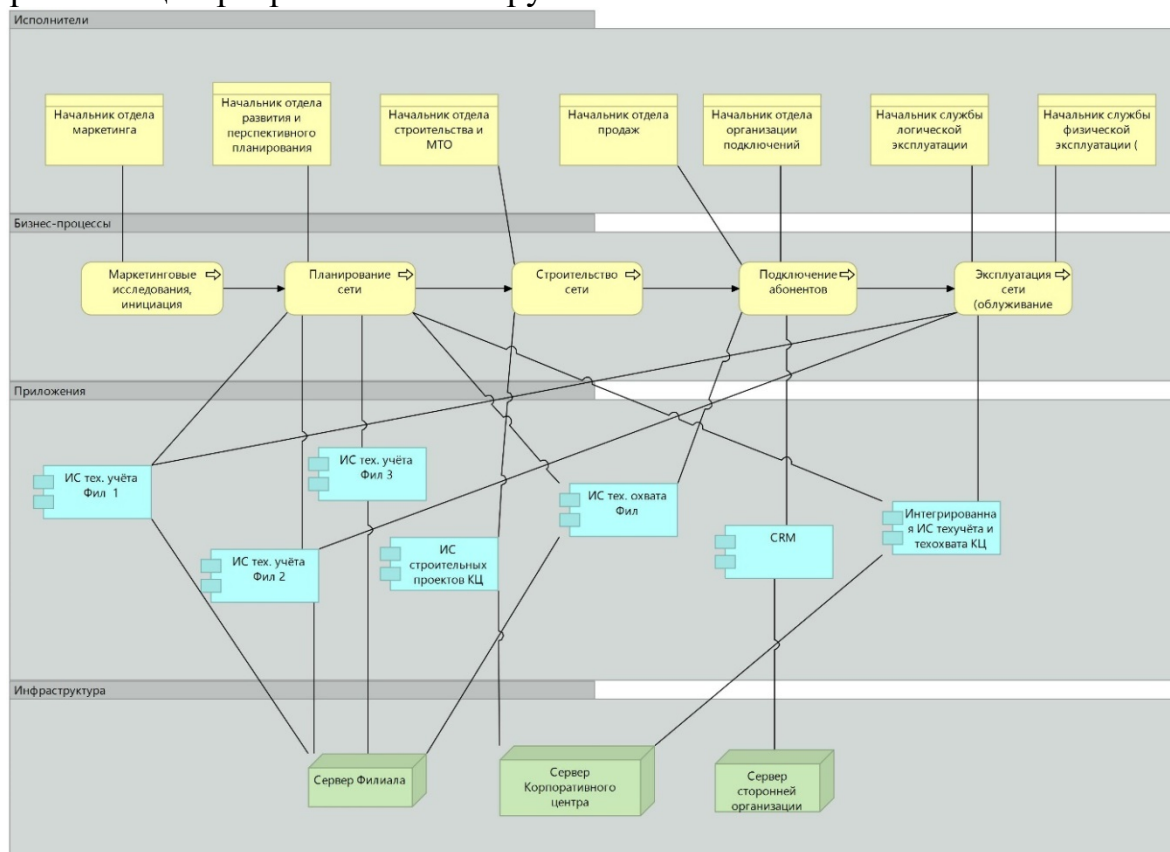 Исполнители
Начальник отдела
маркетинга
Начальник отдела
развития и
перспективного
планирования
Начальник отдела
строительства и
МТО
Начальник отдела
продаж
Начальник отдела
организации
подключений
Начальник службы
логической
эксплуатации
Начальник службы
физической
эксплуатации (
Бизнес-процессы
Маркетинговые
исследования,
инициация
Планирование
сети
Строительство
сети
Подключение
абонентов
Эксплуатация
сети
(облуживание
Приложения
ИС тех. учёта
Фил 1
ИС тех. учёта
Фил 3
ИС тех. учёта
Фил 2
ИС
строительных
проектов КЦ
ИС тех. охвата
Фил
CRM
Интегрированна
я ИС техучёта и
техохвата КЦ
Инфраструктура
Сервер Филиала
Сервер
Корпоративного
центра
Сервер
сторонней
организации